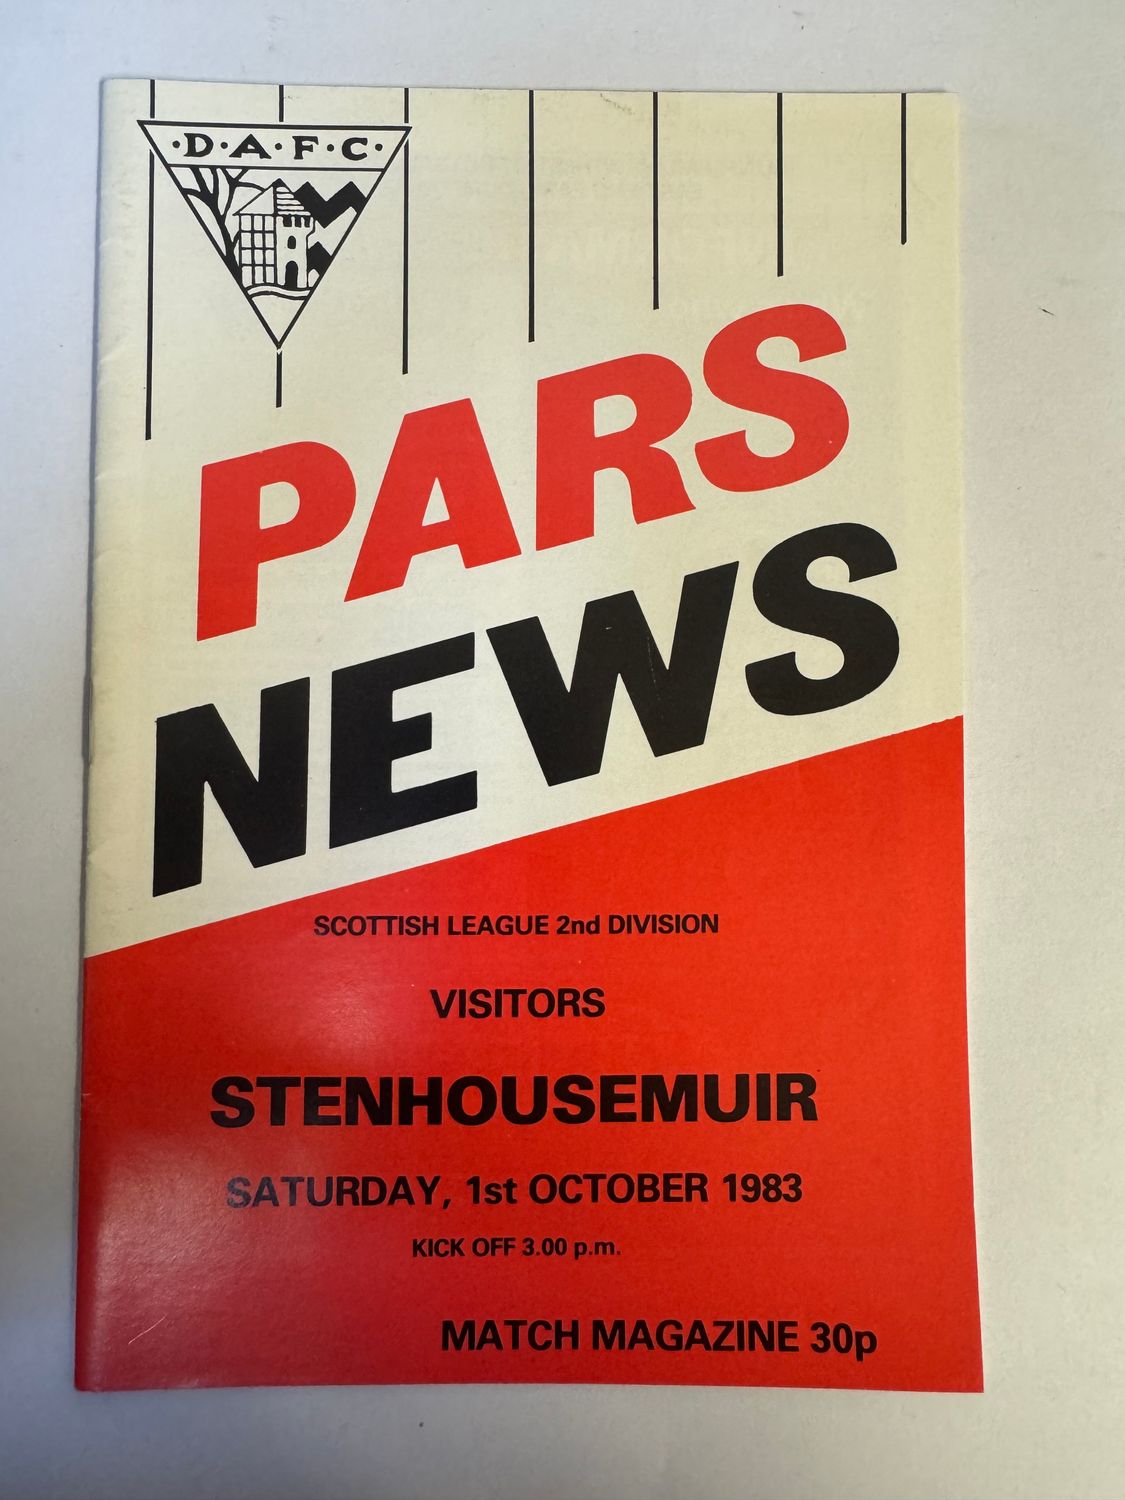 ·D·A·F·C·
PARS
NEWS
SCOTTISH LEAGUE 2nd DIVISION
VISITORS
STENHOUSEMUIR
SATURDAY, 1st OCTOBER 1983
KICK OFF 3.00 p.m.
MATCH MAGAZINE 30p